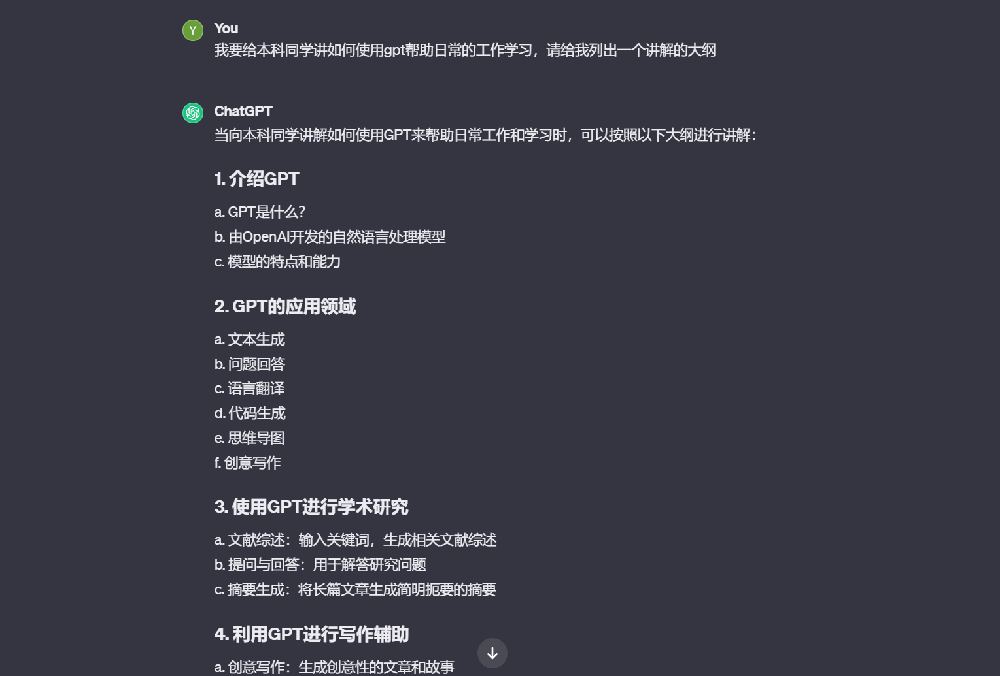 Y
You
我要给本科同学讲如何使用gpt帮助日常的工作学习，请给我列出一个讲解的大纲
ChatGPT
当向本科同学讲解如何使用GPT来帮助日常工作和学习时，可以按照以下大纲进行讲解：
1. 介绍GPT
a. GPT是什么？
b. 由OpenAI开发的自然语言处理模型
c. 模型的特点和能力
2. GPT的应用领域
a. 文本生成
b. 问题回答
c. 语言翻译
d. 代码生成
e. 思维导图
f. 创意写作
3. 使用GPT进行学术研究
a. 文献综述：输入关键词，生成相关文献综述
b. 提问与回答：用于解答研究问题
c. 摘要生成：将长篇文章生成简明扼要的摘要
4. 利用GPT进行写作辅助
a. 创意写作：生成创意性的文章和故事